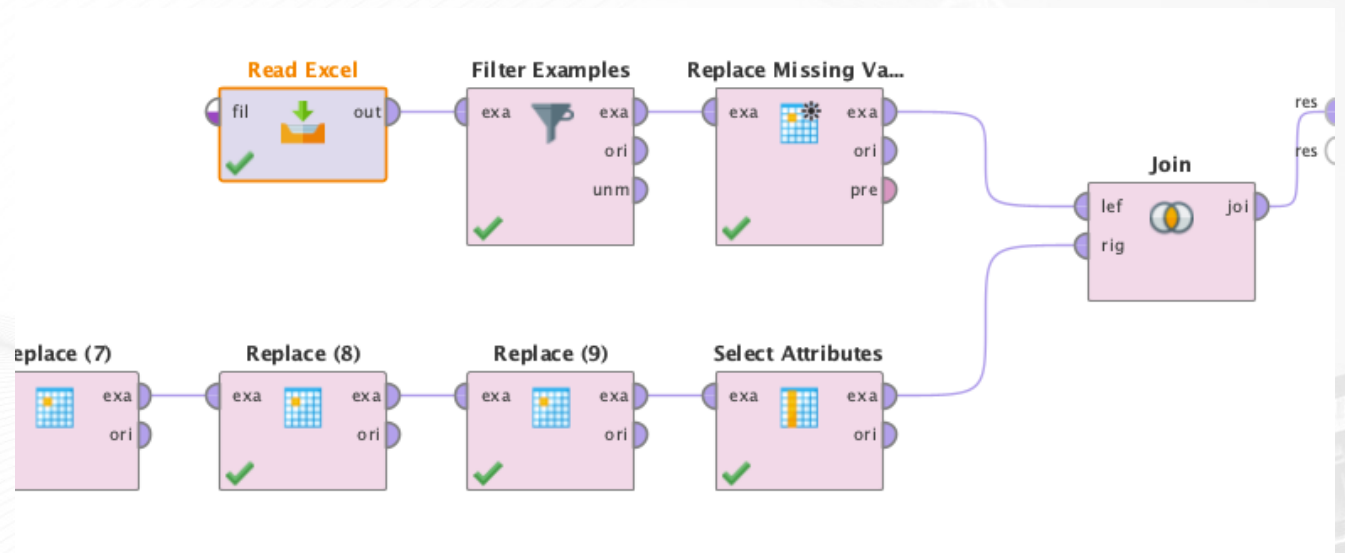 Read Excel
Filter Examples
Replace Missing Va...
fil
out
exa
exa
ori
unm
exa
exa
ori
pre
res
res
Join
lef
joi
rig
eplace (7)
Replace (8)
Replace (9)
Select Attributes
exa
ori
exa
exa
ori
exa
exa
ori
exa
exa
ori